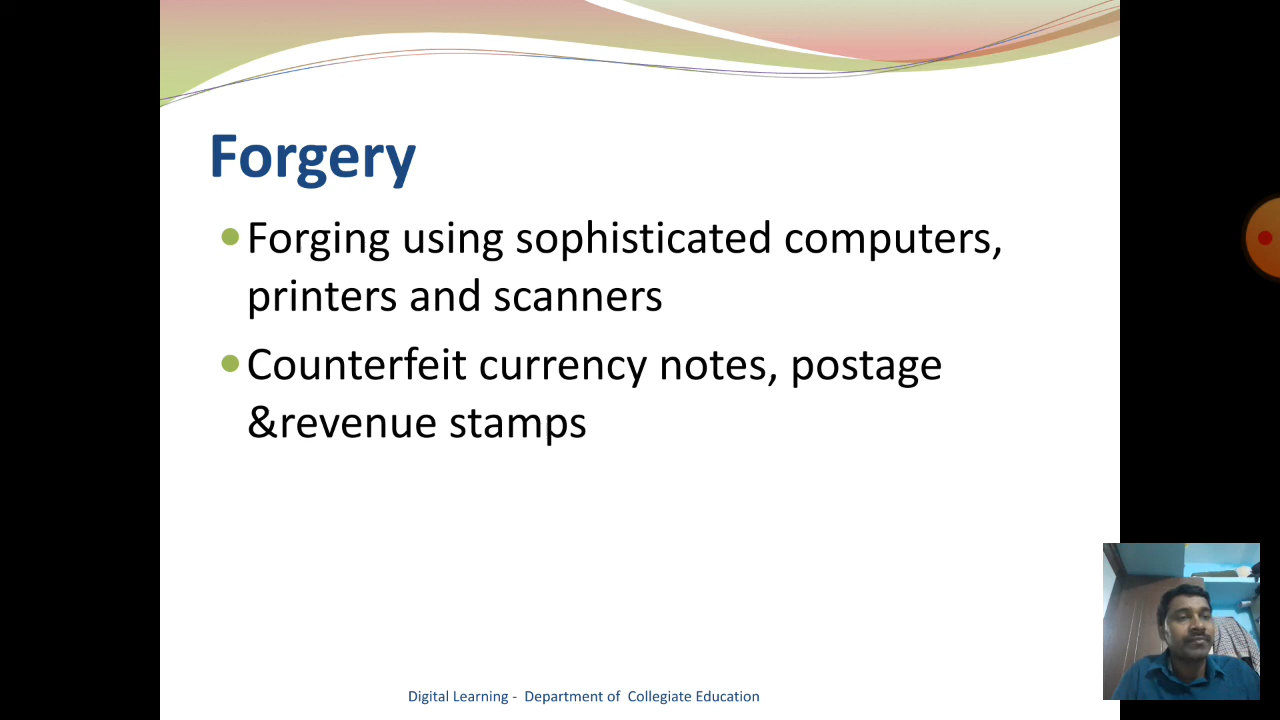 Forgery
Forging using sophisticated computers,
printers and scanners
Counterfeit currency notes, postage
&revenue stamps
Digital Learning - Department of Collegiate Education